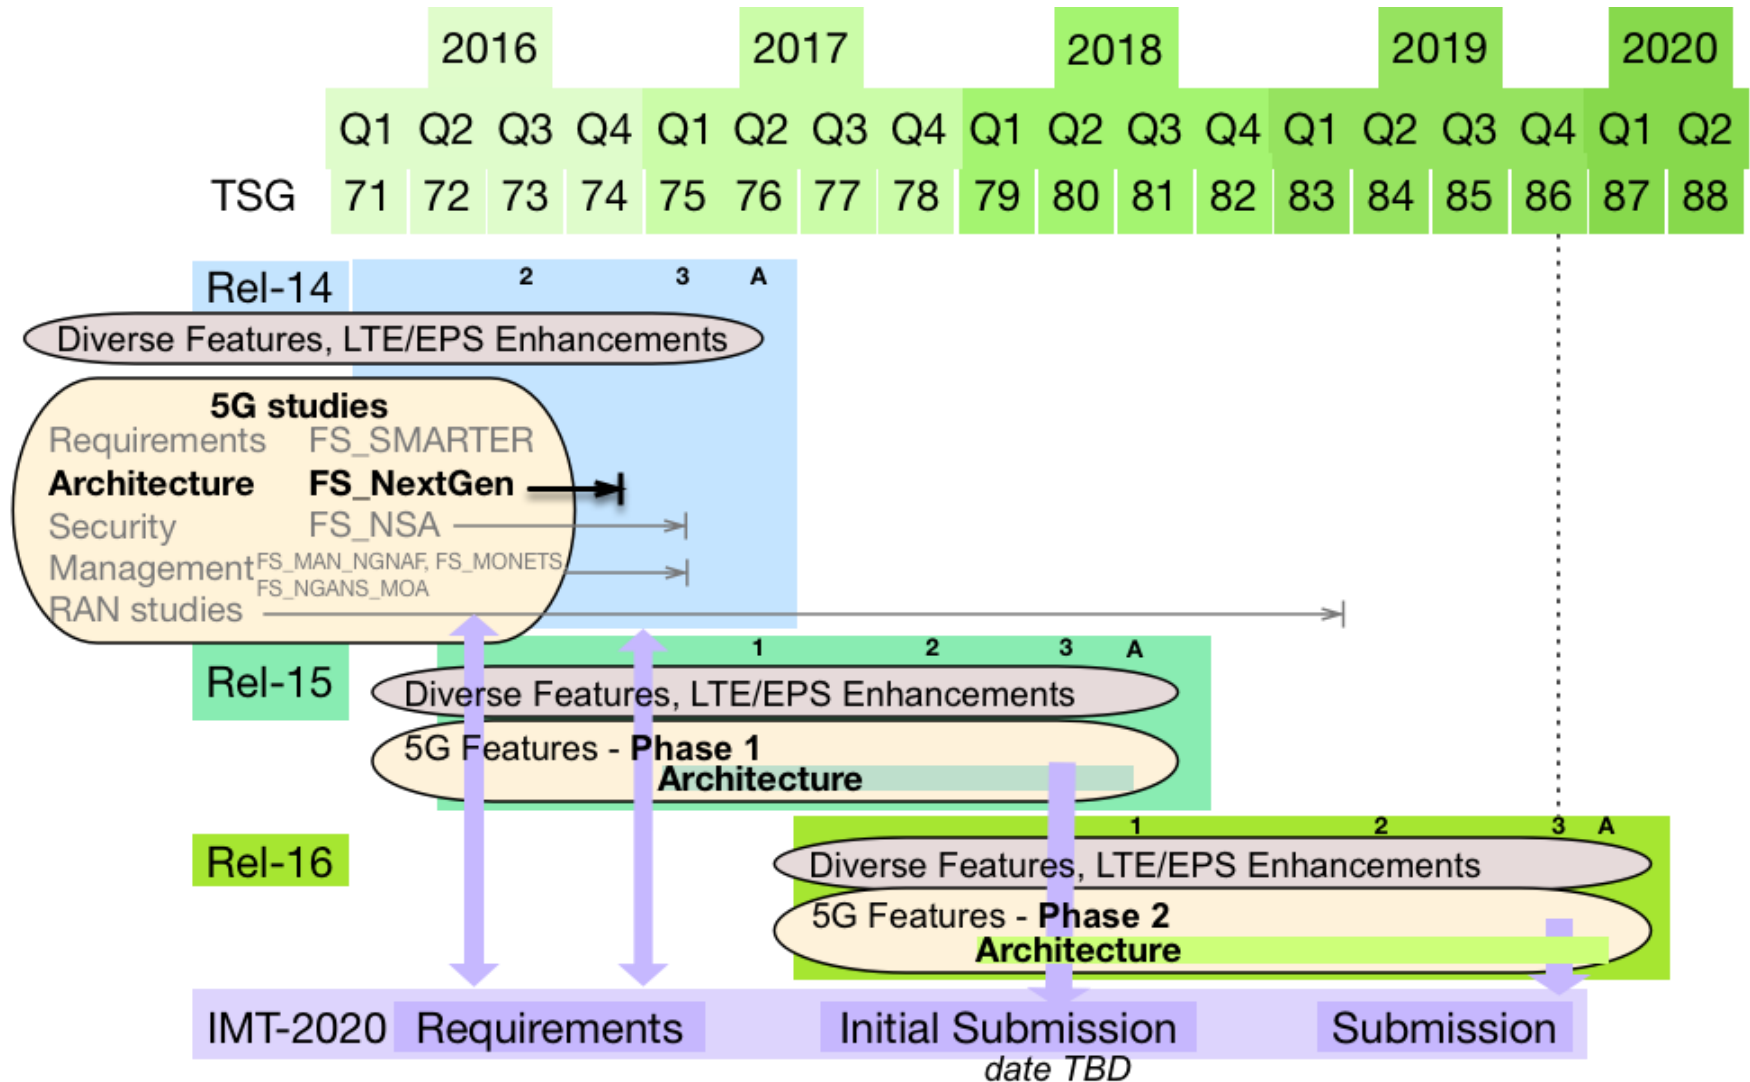 2016 2017 2018 2019 2020
Q1 Q2 Q3 Q4 Q1 Q2 Q3 Q4 Q1 Q2 Q3 Q4 Q1 Q2 Q3 Q4 Q1 Q2
TSG 71 72 73 74 75 76 77 78 79 80 81 82 83 84 85 86 87 88
Rel-14 2 3 A
Diverse Features, LTE/EPS Enhancements
5G studies
Requirements FS_SMARTER
Architecture FS_NextGen
Security FS_NSA
Management FS_MAN_NGNAF, FS_MONETS,
FS_NGANS_MOA
RAN studies
1 2 3 A
Rel-15
Diverse Features, LTE/EPS Enhancements
5G Features - Phase 1
Architecture
1 2 3 A
Rel-16
Diverse Features, LTE/EPS Enhancements
5G Features - Phase 2
Architecture
IMT-2020 Requirements Initial Submission Submission
date TBD